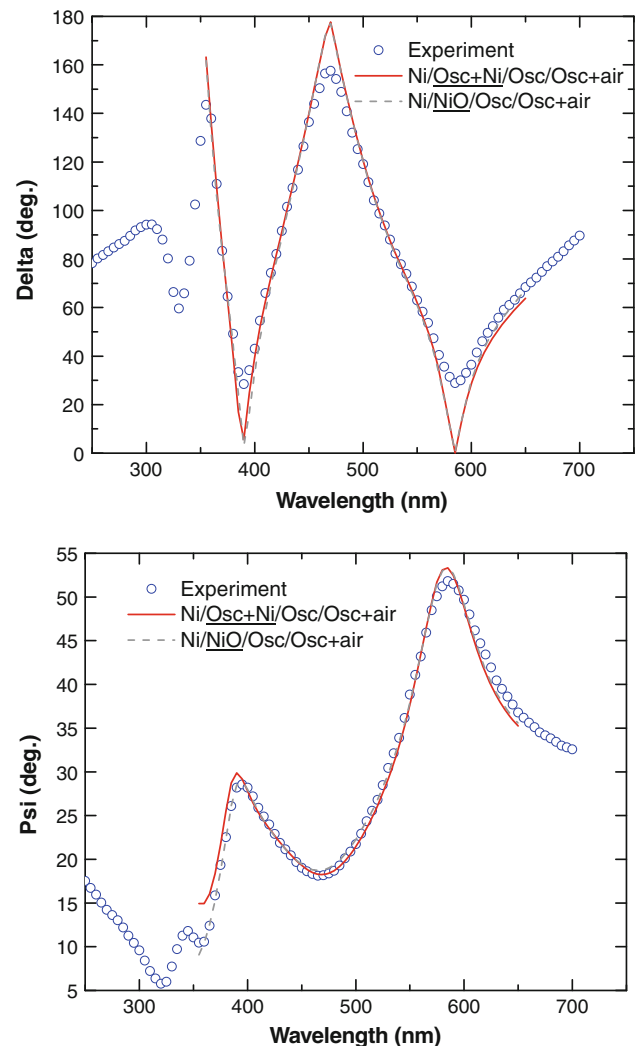 180
160
140
120
100
80
60
40
20
0
Delta (deg.)
Experiment
Ni/Osc+Ni/Osc/Osc+air
Ni/NiO/Osc/Osc+air
300 400 500 600 700
Wavelength (nm)
55
50
45
40
35
30
25
20
15
10
5
Psi (deg.)
Experiment
Ni/Osc+Ni/Osc/Osc+air
Ni/NiO/Osc/Osc+air
300 400 500 600 700
Wavelength (nm)